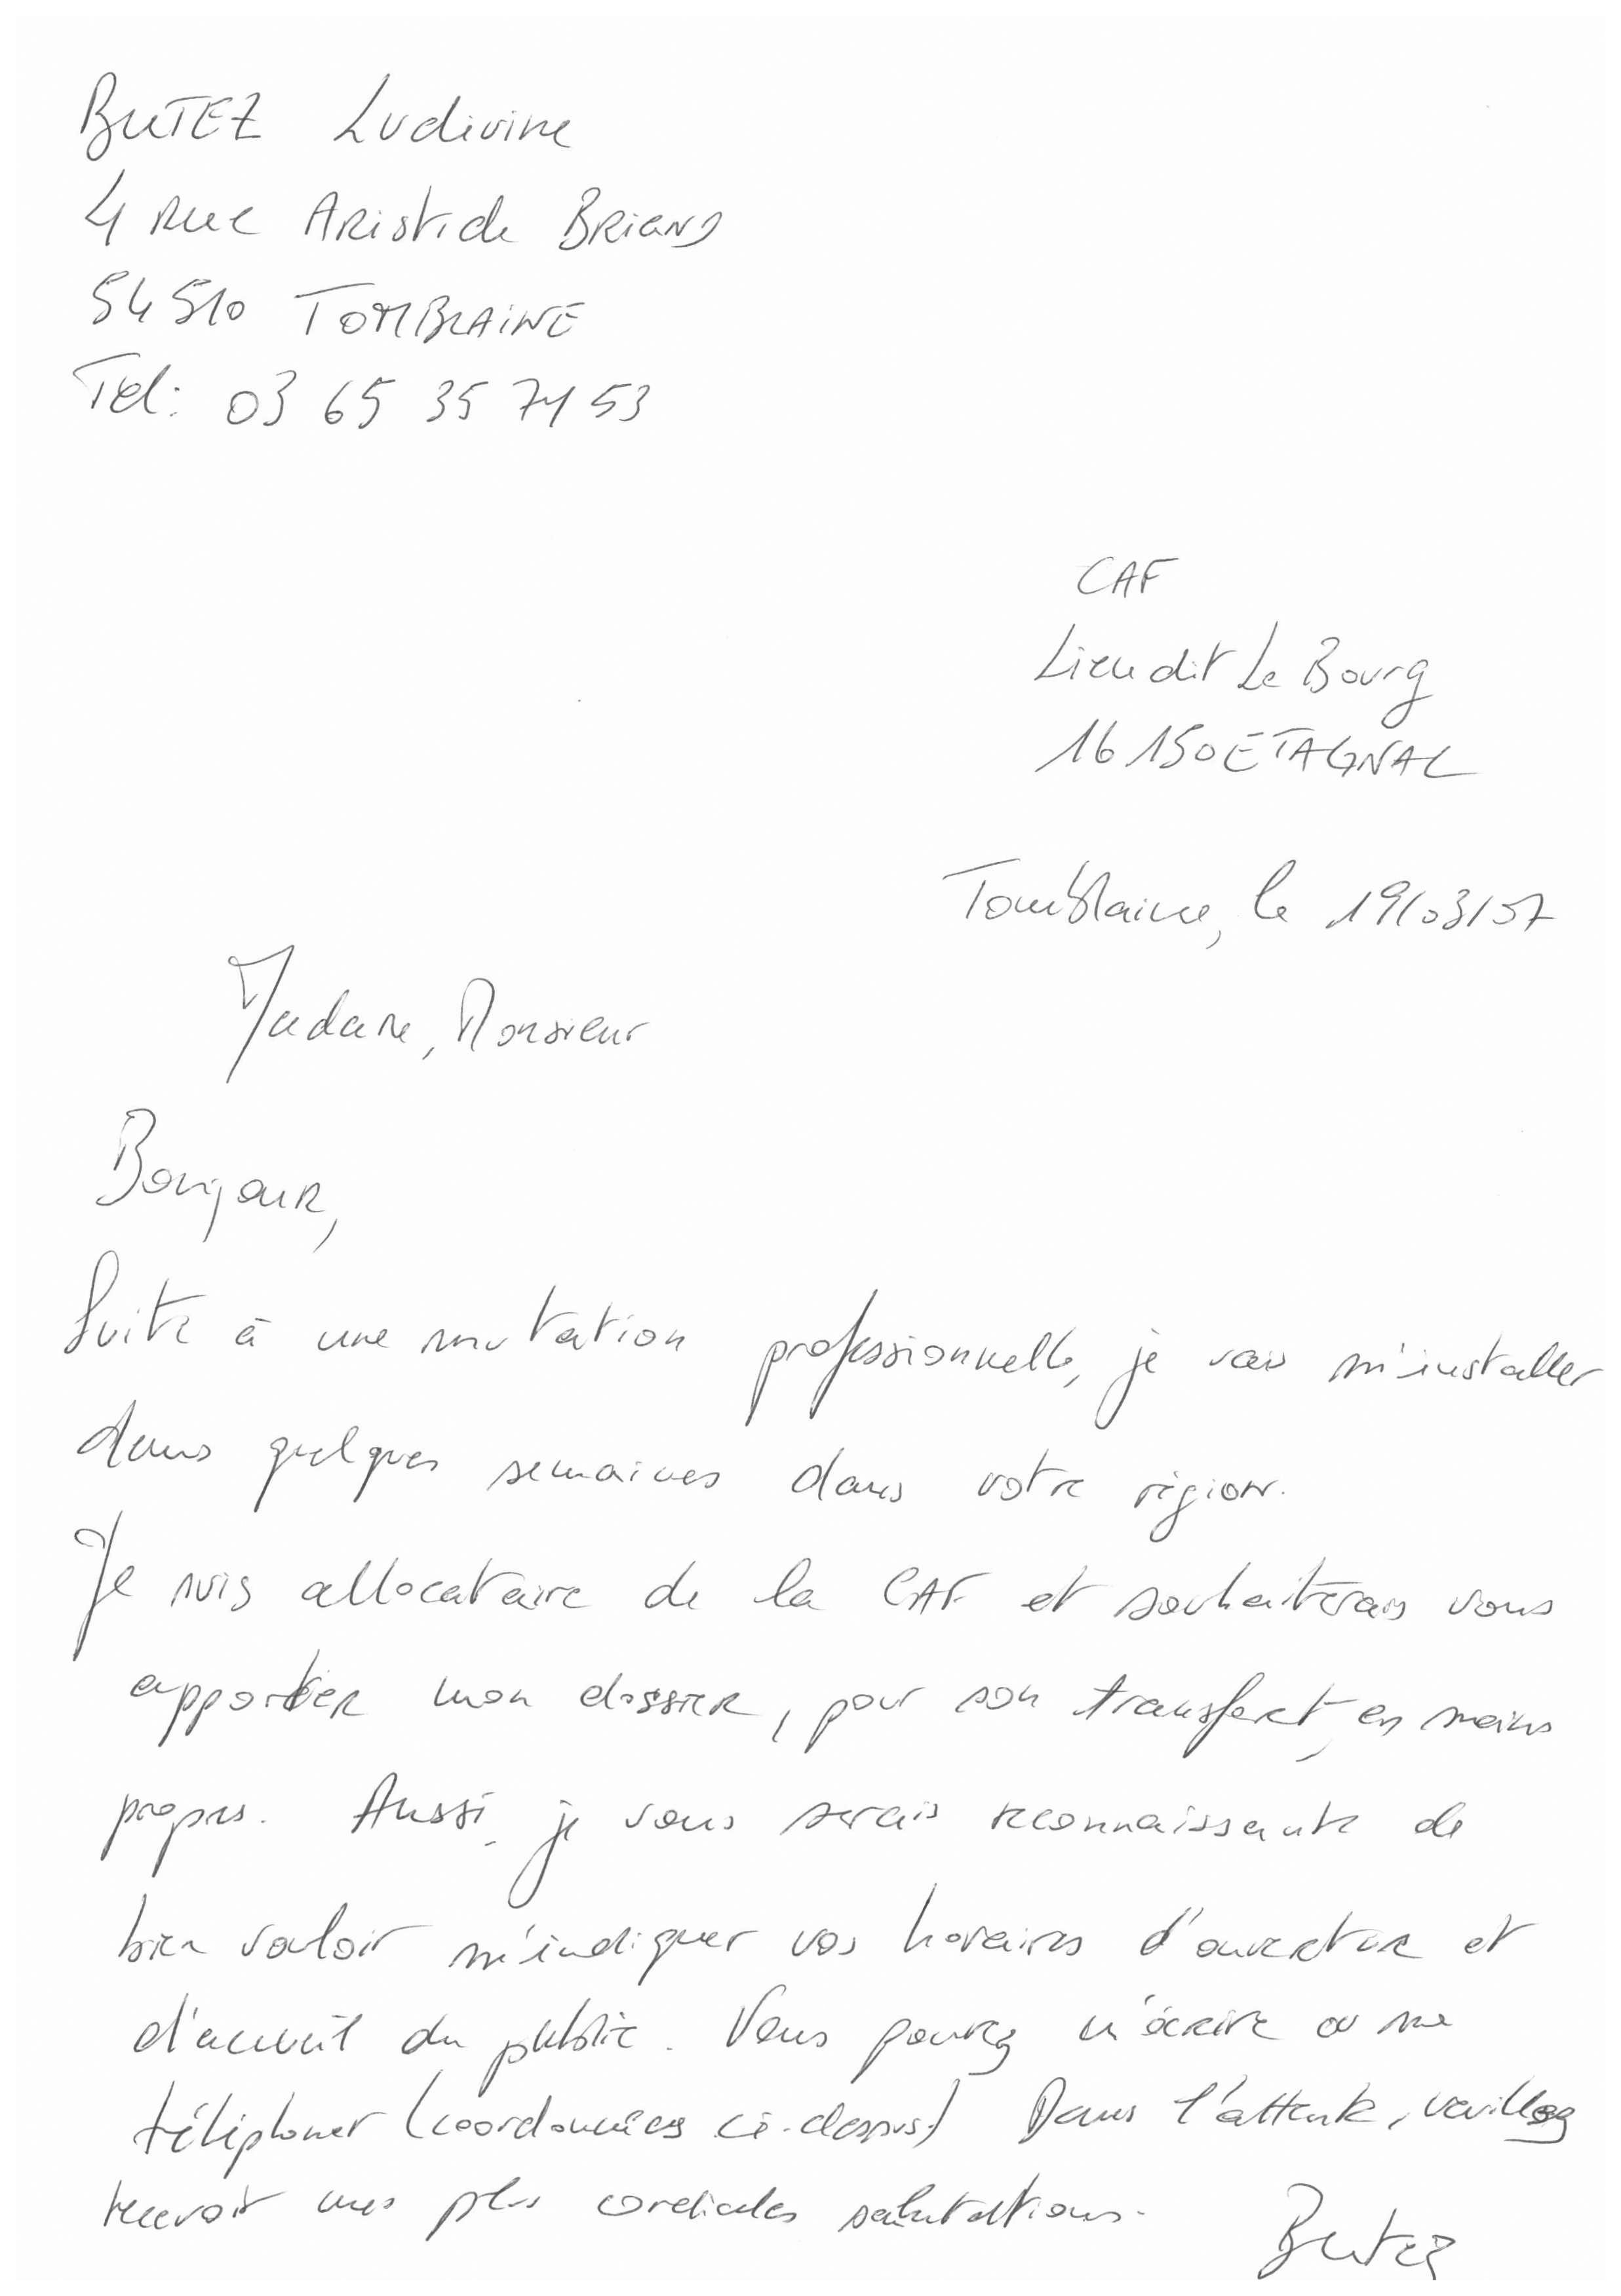 BUTEZ Ludivine
4 Rue Aristide BRIAND
54510 TOMBLAINE
Tél: 03 65 35 71 53
CAF
Lieu dit Le Bourg
16150 ETAGNAC
Tomblaine, le 19/03/07
Madame, Monsieur
Bonjour,
Suite à une mutation professionnelle, je vais m'installer
dans quelques semaines dans votre région.
Je suis allocataire de la CAF et souhaiterais vous
apporter mon dossier, pour son transfert, en mains
propres. Aussi, je vous serais reconnaissante de
bien vouloir m'indiquer vos horaires d'ouverture et
d'accueil du public. Vous pouvez m'écrire ou me
téléphoner (coordonnées ci-dessus) Dans l'attente, veuillez
recevoir mes plus cordiales salutations.
Butez